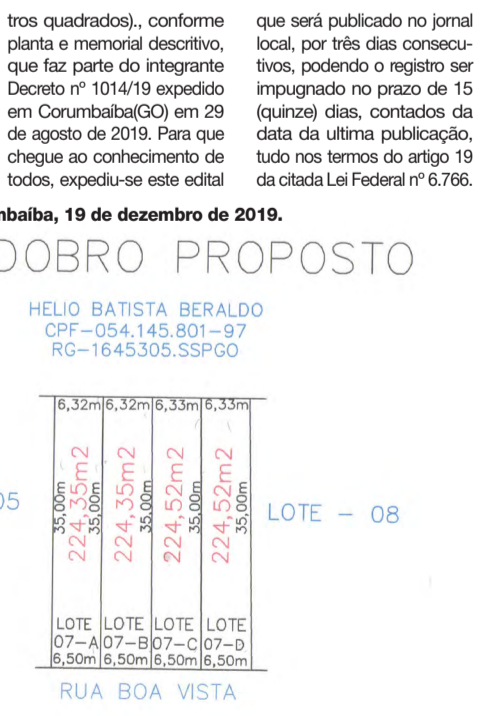 tros quadrados)., conforme
planta e memorial descritivo,
que faz parte do integrante
Decreto nº 1014/19 expedido
em Corumbaíba(GO) em 29
de agosto de 2019. Para que
chegue ao conhecimento de
todos, expediu-se este edital
que será publicado no jornal
local, por três dias consecu-
tivos, podendo o registro ser
impugnado no prazo de 15
(quinze) dias, contados da
data da ultima publicação,
tudo nos termos do artigo 19
da citada Lei Federal nº 6.766.
mbaíba, 19 de dezembro de 2019.
DOBRO PROPOSTO
HELIO BATISTA BERALDO
CPF-054.145.801-97
RG-1645305.SSPGO
6,32m 6,32m 6,33m 6,33m
35,00m 224,35m2 35,00m 224,35m2 35,00m 224,52m2 35,00m 224,52m2 35,00m
05
LOTE - 08
LOTE LOTE LOTE LOTE
07-A 07-B 07-C 07-D
6,50m 6,50m 6,50m 6,50m
RUA BOA VISTA